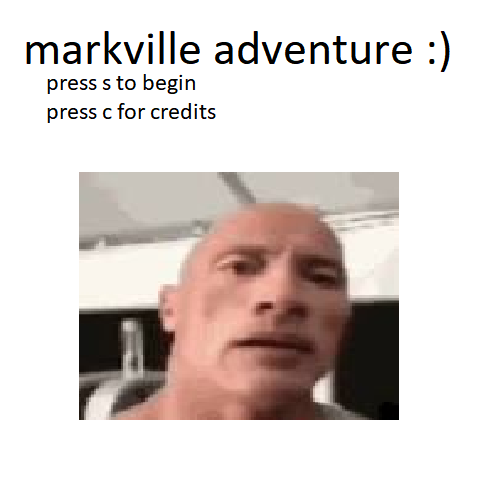 markville adventure :)
press s to begin
press c for credits